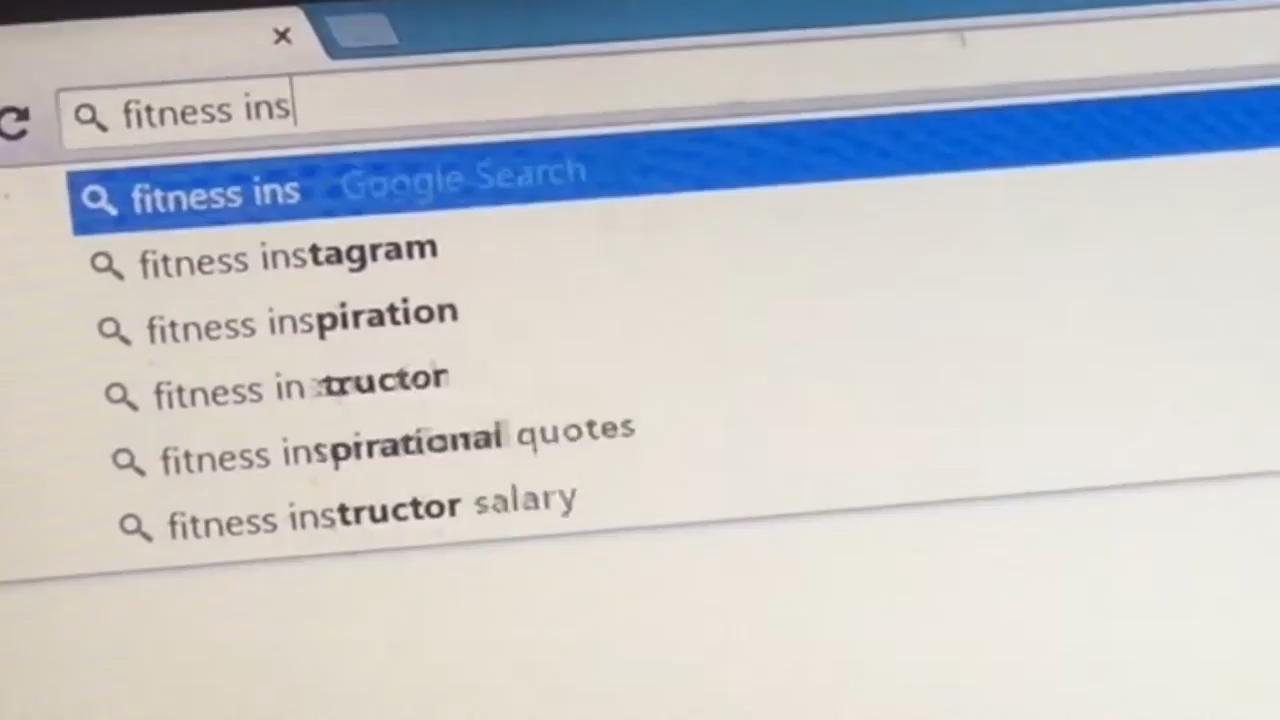 fitness ins
fitness ins Google Search
fitness instagram
fitness inspiration
fitness instructor
fitness inspirational quotes
fitness instructor salary